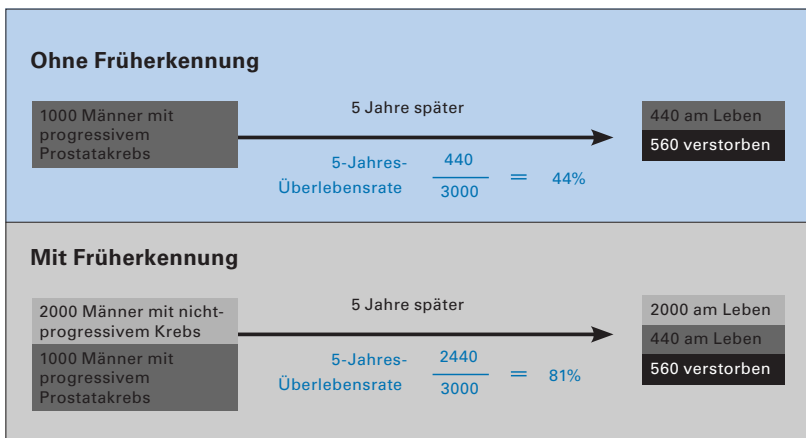 Ohne Früherkennung
1000 Männer mit
progressivem
Prostatakrebs
5 Jahre später
5-Jahres-
Überlebensrate
440
3000
= 44%
440 am Leben
560 verstorben
Mit Früherkennung
2000 Männer mit nicht-
progressivem Krebs
1000 Männer mit
progressivem
Prostatakrebs
5 Jahre später
5-Jahres-
Überlebensrate
2440
3000
= 81%
2000 am Leben
440 am Leben
560 verstorben